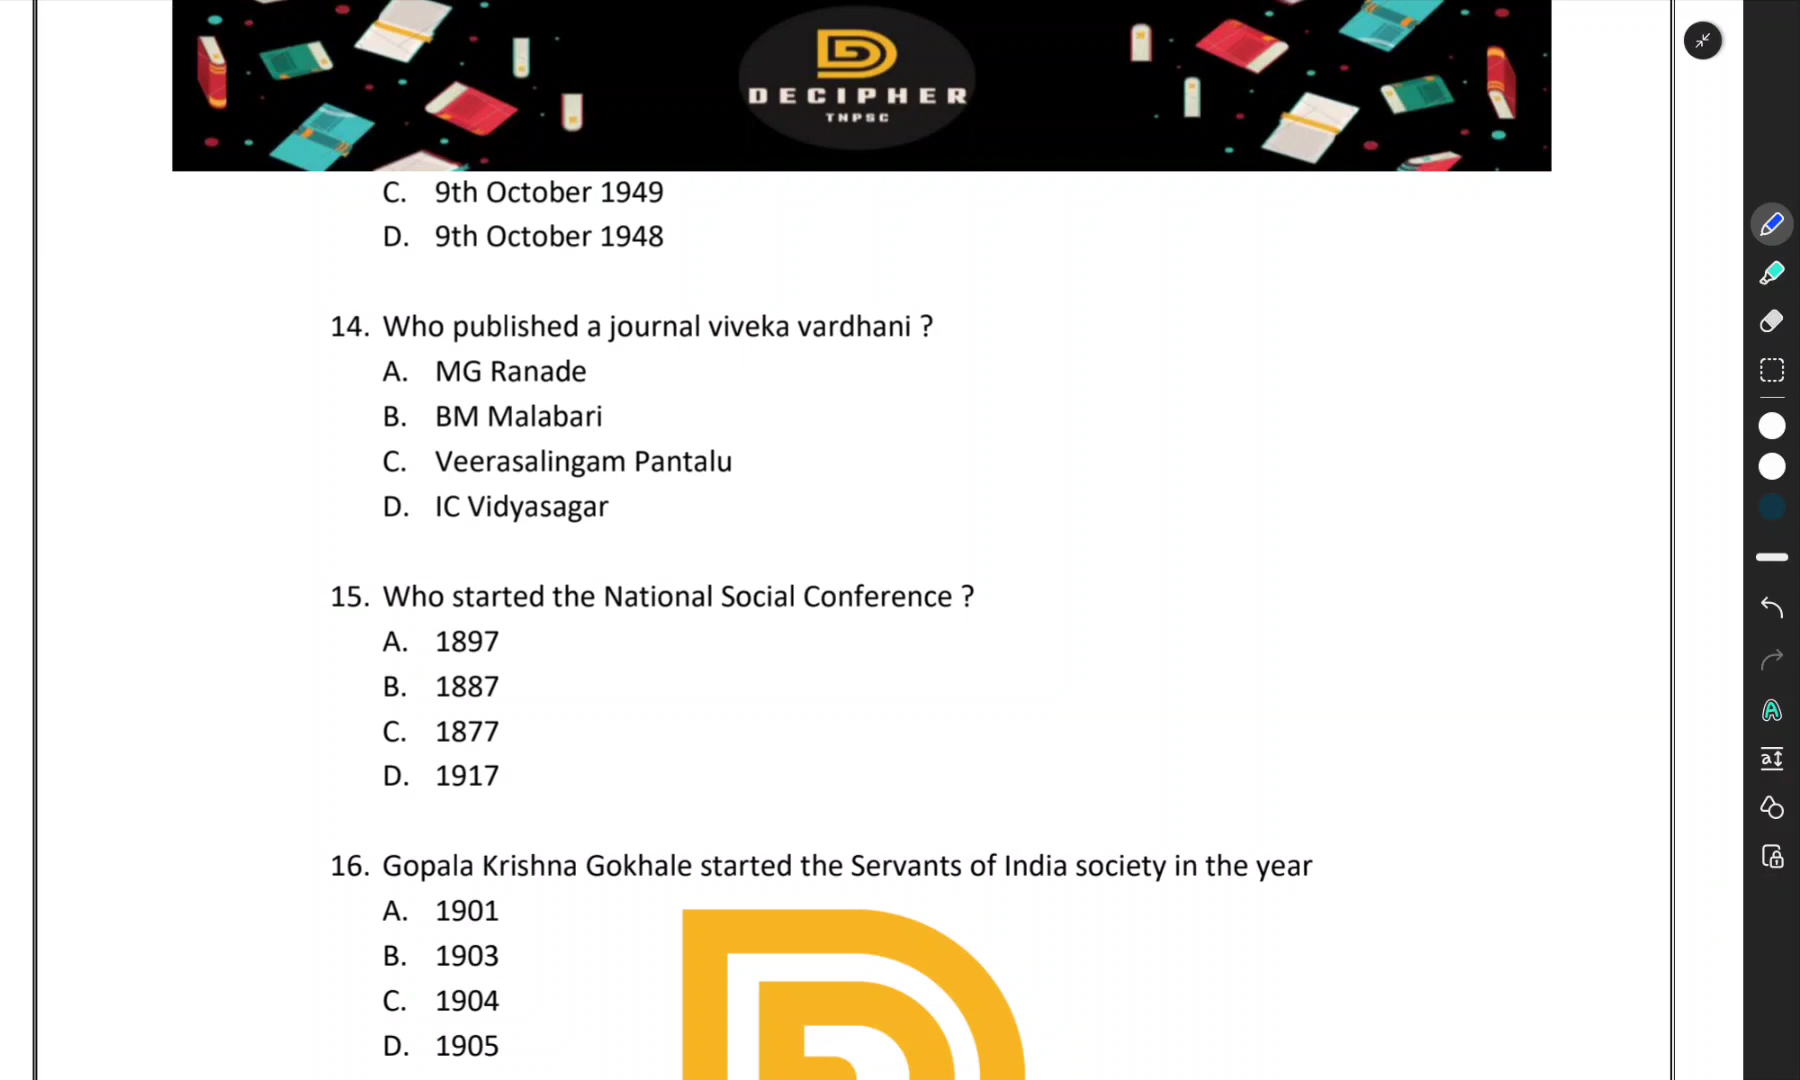 DECIPHER
TNPSC
C. 9th October 1949
D. 9th October 1948
14. Who published a journal viveka vardhani ?
A. MG Ranade
B. BM Malabari
C. Veerasalingam Pantalu
D. IC Vidyasagar
15. Who started the National Social Conference ?
A. 1897
B. 1887
C. 1877
D. 1917
16. Gopala Krishna Gokhale started the Servants of India society in the year
A. 1901
B. 1903
C. 1904
D. 1905